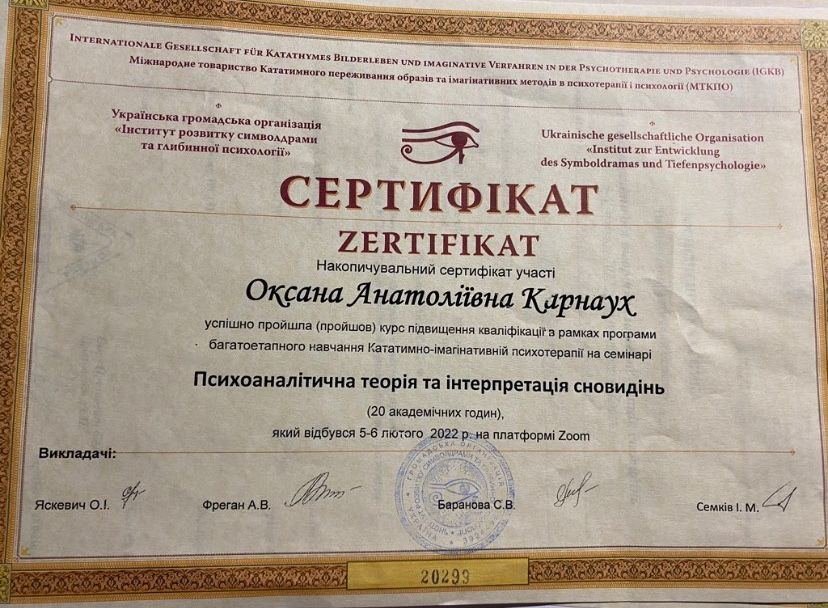 INTERNATIONALE GESELLSCHAFT FÜR KATATHYMES BILDERLEBEN UND IMAGINATIVE VERFAHREN IN DER PSYCHOTHERAPIE UND PSYCHOLOGIE (IGKB)
Міжнародне товариство Кататимного переживання образів та імагінативних методів в психотерапії і психології (МТКПО)
Українська громадська організація
«Інститут розвитку символдрами
та глибинної психології»
Ukrainische gesellschaftliche Organisation
«Institut zur Entwicklung
des Symboldramas und Tiefenpsychologie»
СЕРТИФІКАТ
ZERTIFIKAT
Накопичувальний сертифікат участі
Оксана Анатоліївна Карнаух
успішно пройшла (пройшов) курс підвищення кваліфікації в рамках програми
багатоетапного навчання Кататимно-імагінативній психотерапії на семінарі
Психоаналітична теорія та інтерпретація сновидінь
(20 академічних годин),
який відбувся 5-6 лютого 2022 р. на платформі Zoom
Викладачі:
Яскевич О.І.
Фреган А.В.
Баранова С.В.
Семків І. М.
20299